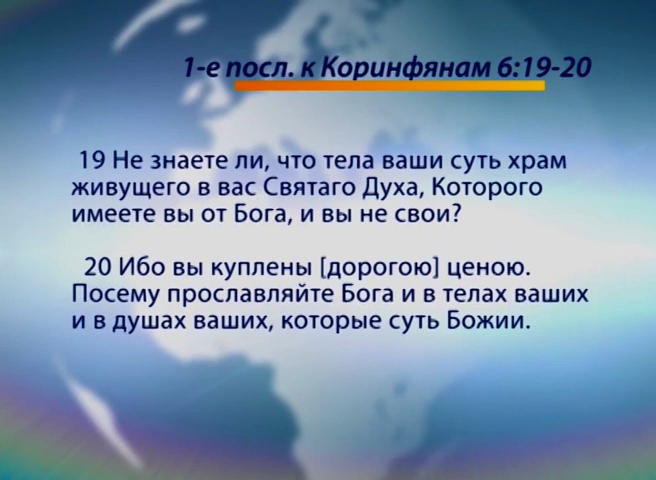 1-е посл. к Коринфянам 6:19-20
19 Не знаете ли, что тела ваши суть храм
живущего в вас Святаго Духа, Которого
имеете вы от Бога, и вы не свои?
20 Ибо вы куплены [дорогою] ценою.
Посему прославляйте Бога и в телах ваших
и в душах ваших, которые суть Божии.